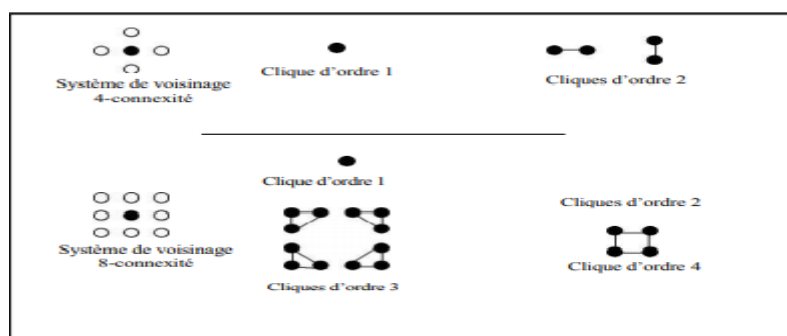 Clique d'ordre 1
Cliques d'ordre 2
Système de voisinage
4-connexité
Clique d'ordre 1
Cliques d'ordre 2
Système de voisinage
8-connexité
Clique d'ordre 4
Cliques d'ordre 3